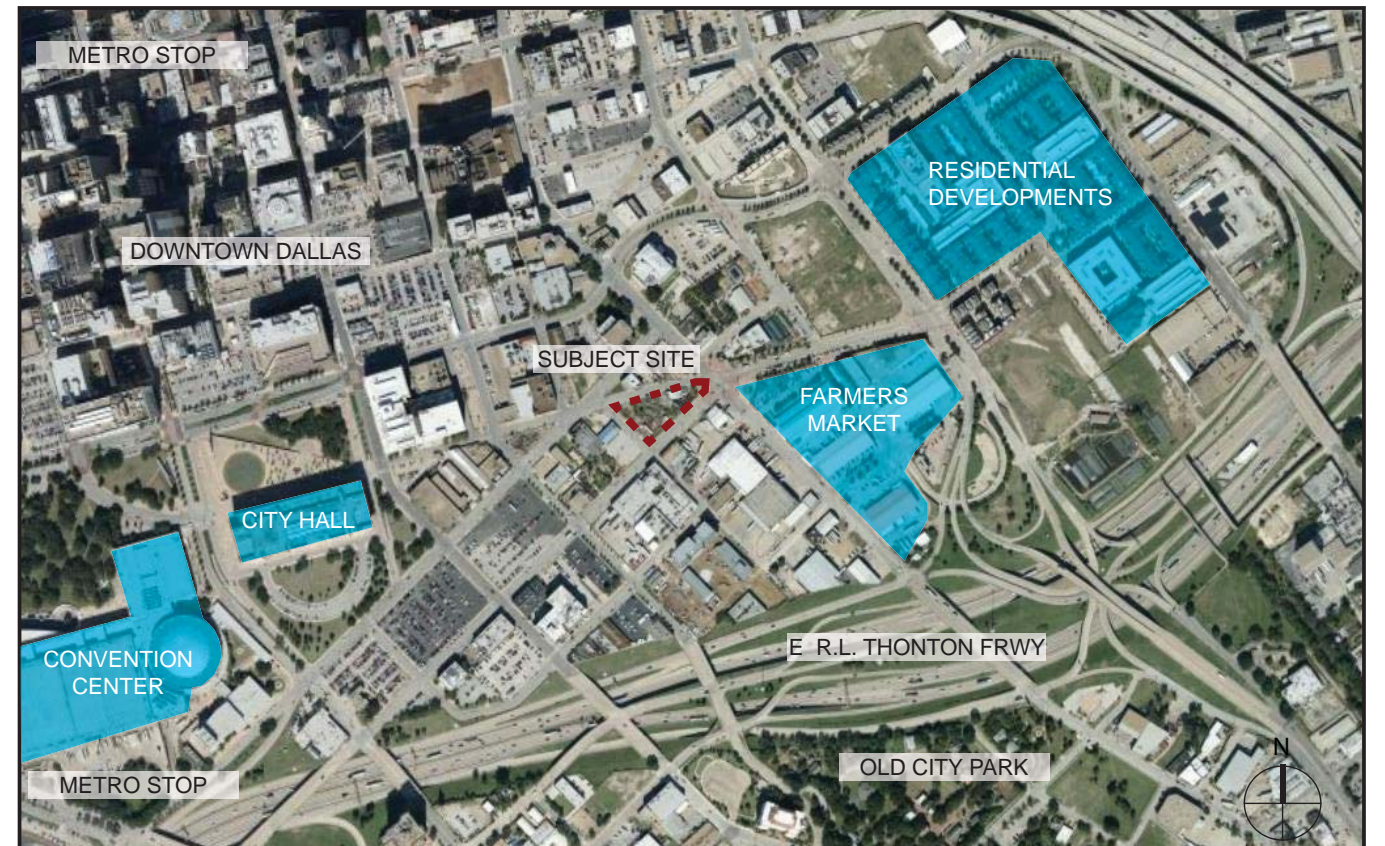 METRO STOP
RESIDENTIAL
DEVELOPMENTS
DOWNTOWN DALLAS
SUBJECT SITE
FARMERS
MARKET
CITY HALL
E R.L. THONTON FRWY
CONVENTION
CENTER
N
OLD CITY PARK
METRO STOP